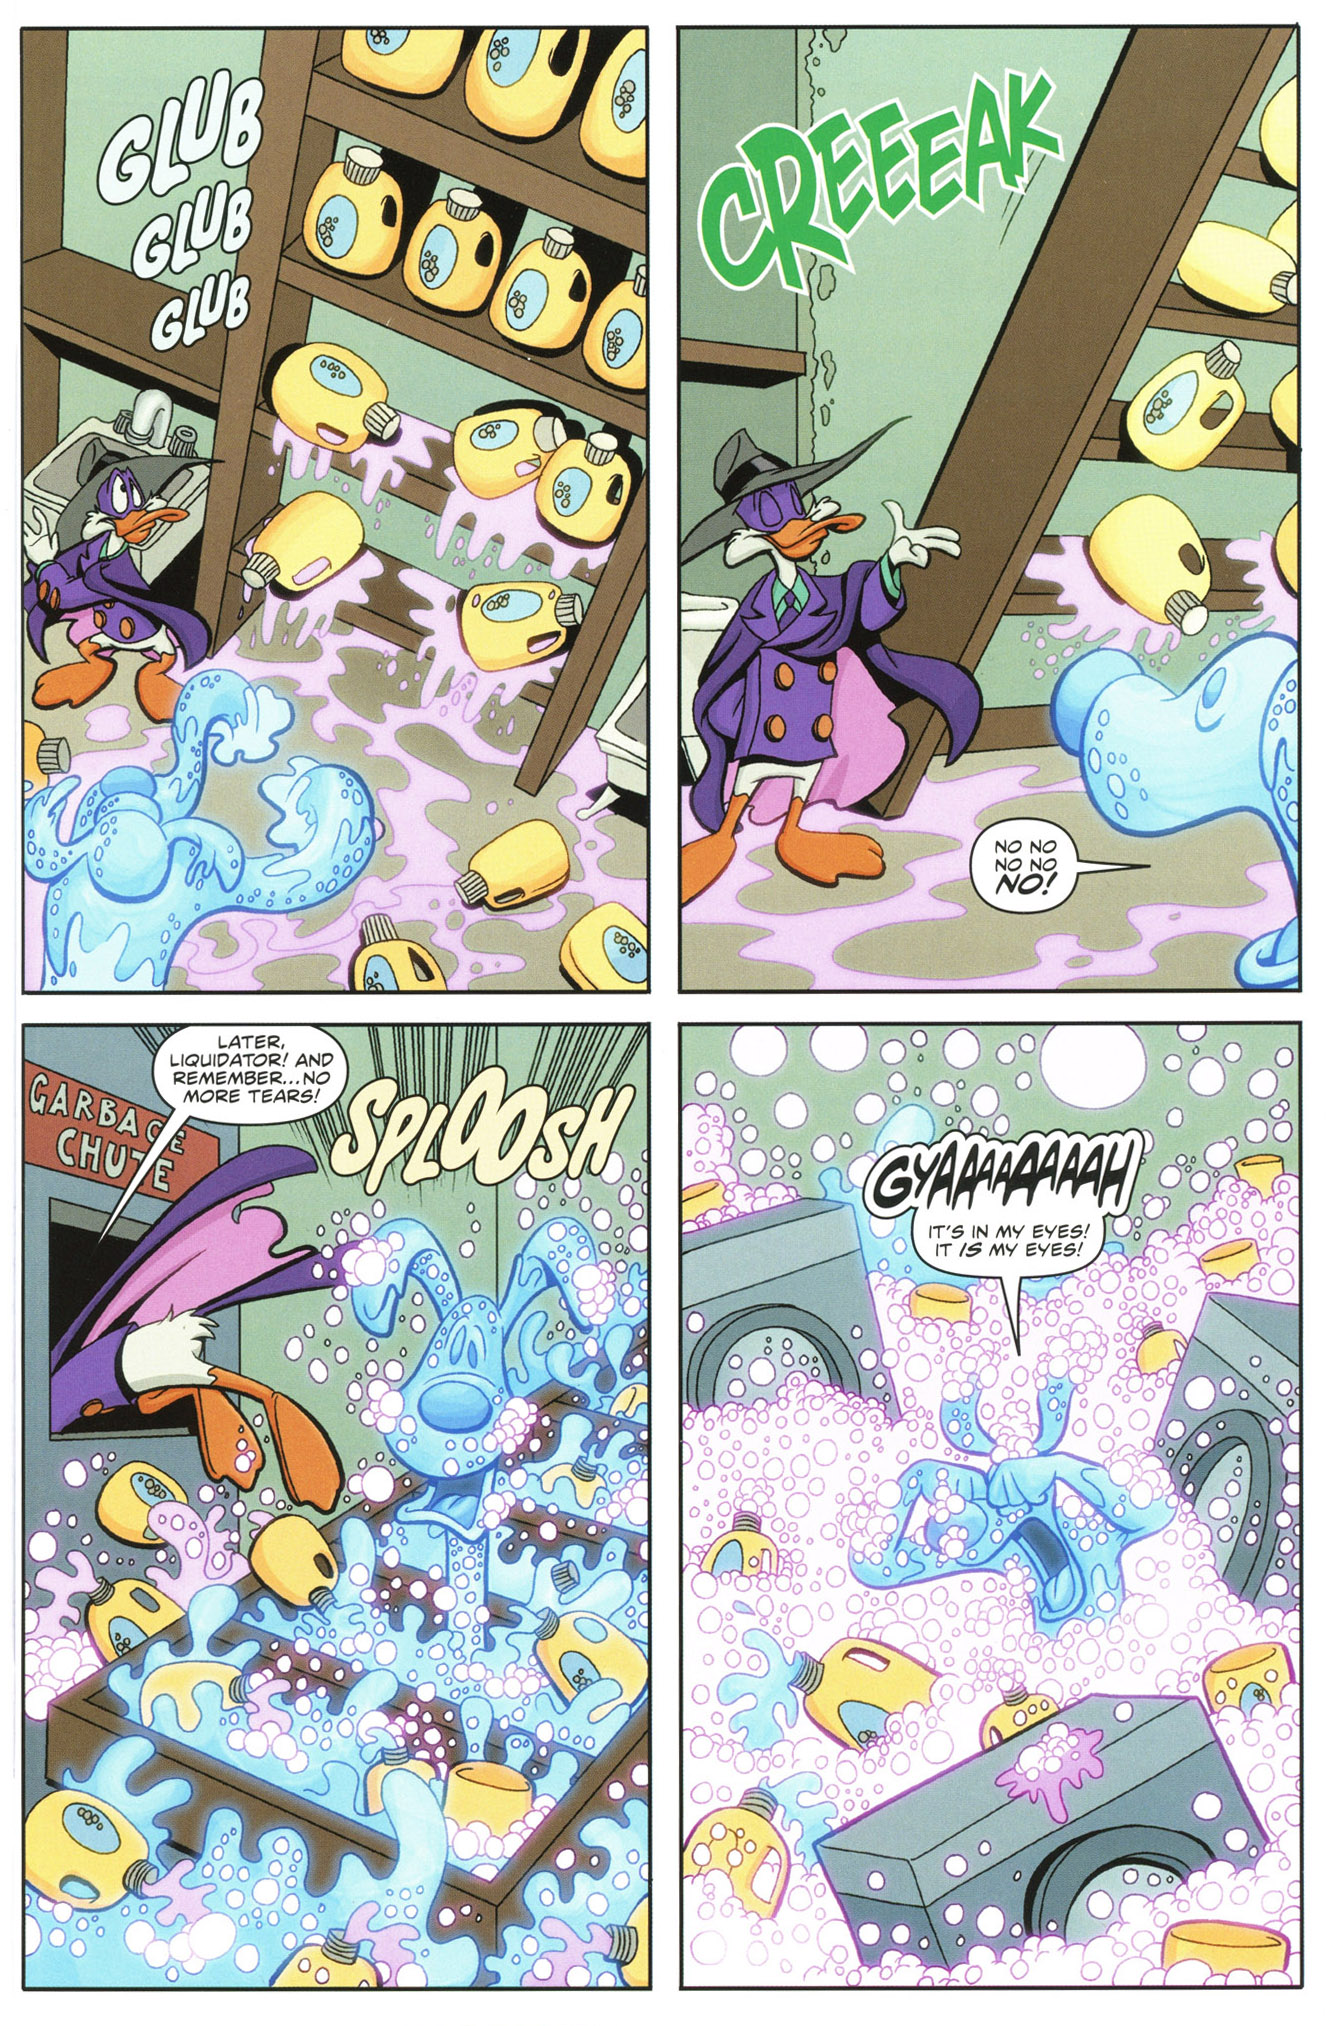 GLUB
GLUB
GLUB
CREEEAK
NO NO
NO NO
NO!
LATER,
LIQUIDATOR! AND
REMEMBER...NO
MORE TEARS!
GARBAGE
CHUTE
SPLOOSH
GYAAAAAAAAH
IT'S IN MY EYES!
IT IS MY EYES!